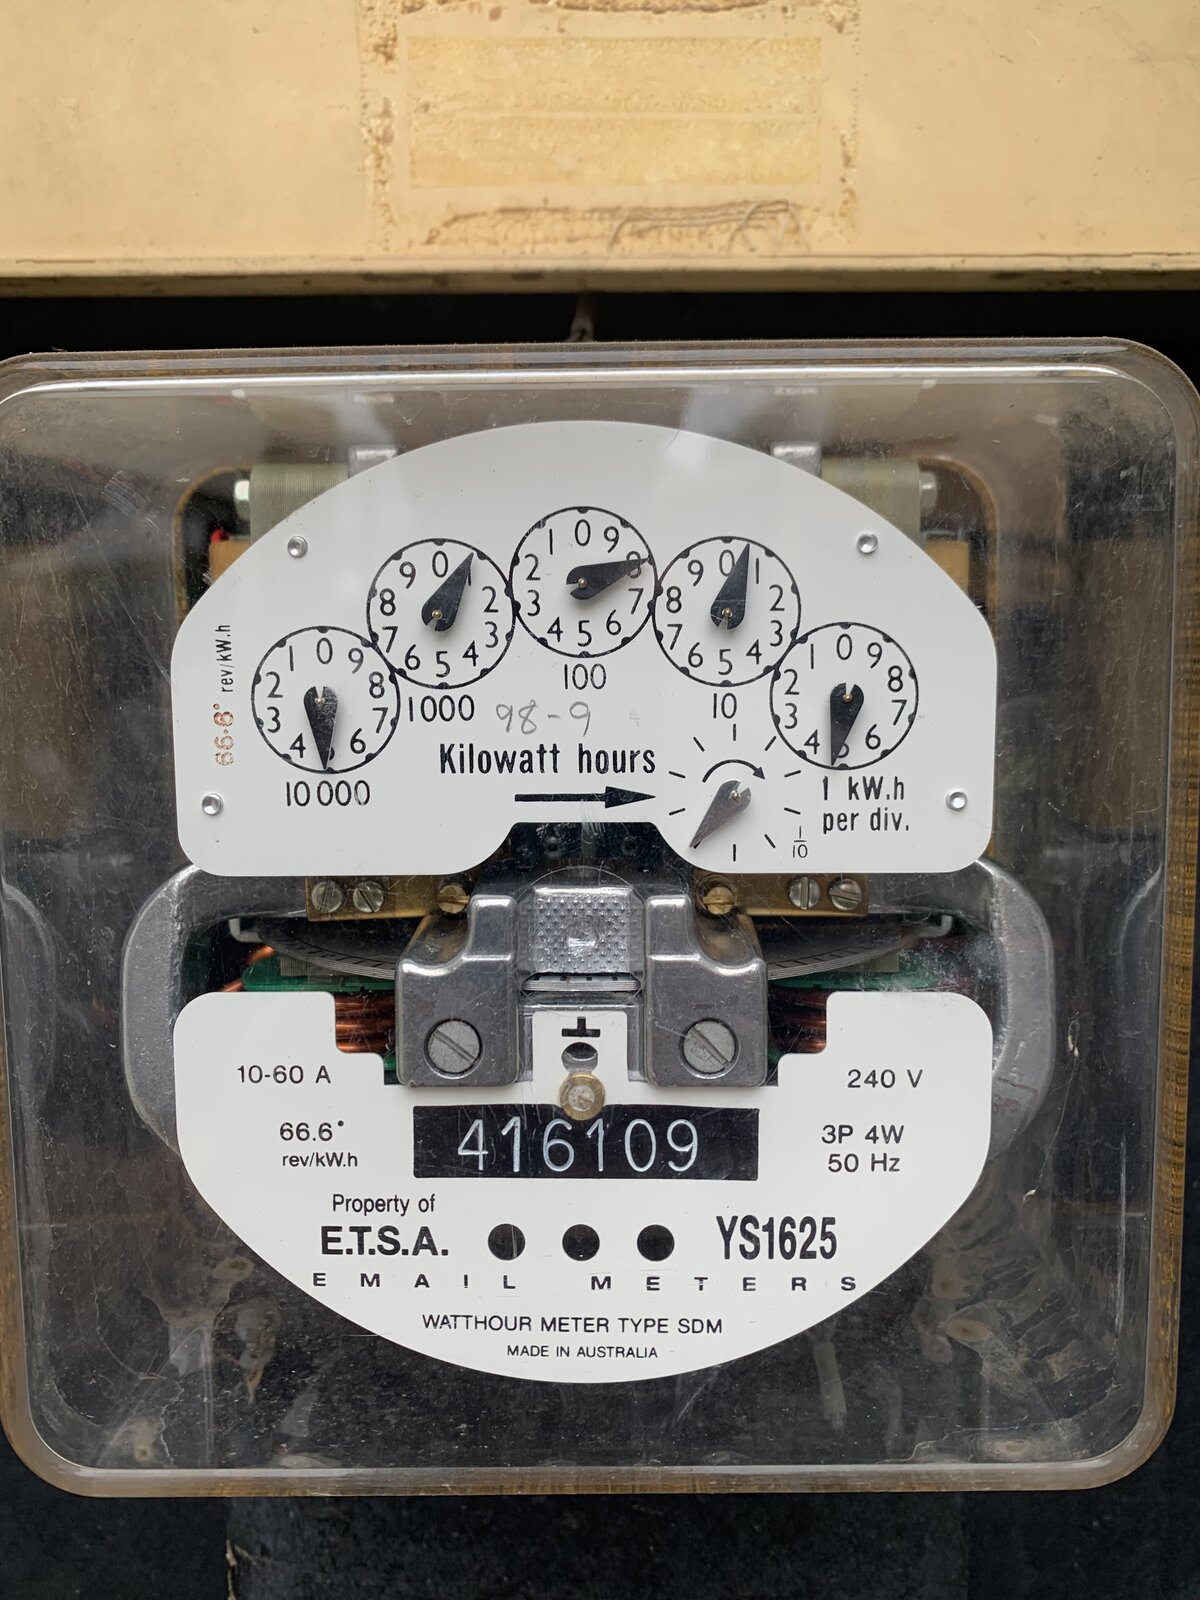 0 1 2 3 4 5 6 7 8 9
1000
0 9 8 7 6 5 4 3 2 1
100
0 1 2 3 4 5 6 7 8 9
10
0 9 8 7 6 4 3 2 1
10 000
0 9 8 7 6 5 4 3 2 1
1 kW.h
per div.
66.8° rev/kW.h
98-9
Kilowatt hours
1/10
10-60 A
240 V
66.6°
rev/kW.h
416109
3P 4W
50 Hz
Property of
E.T.S.A.
YS1625
EMAIL METERS
WATTHOUR METER TYPE SDM
MADE IN AUSTRALIA